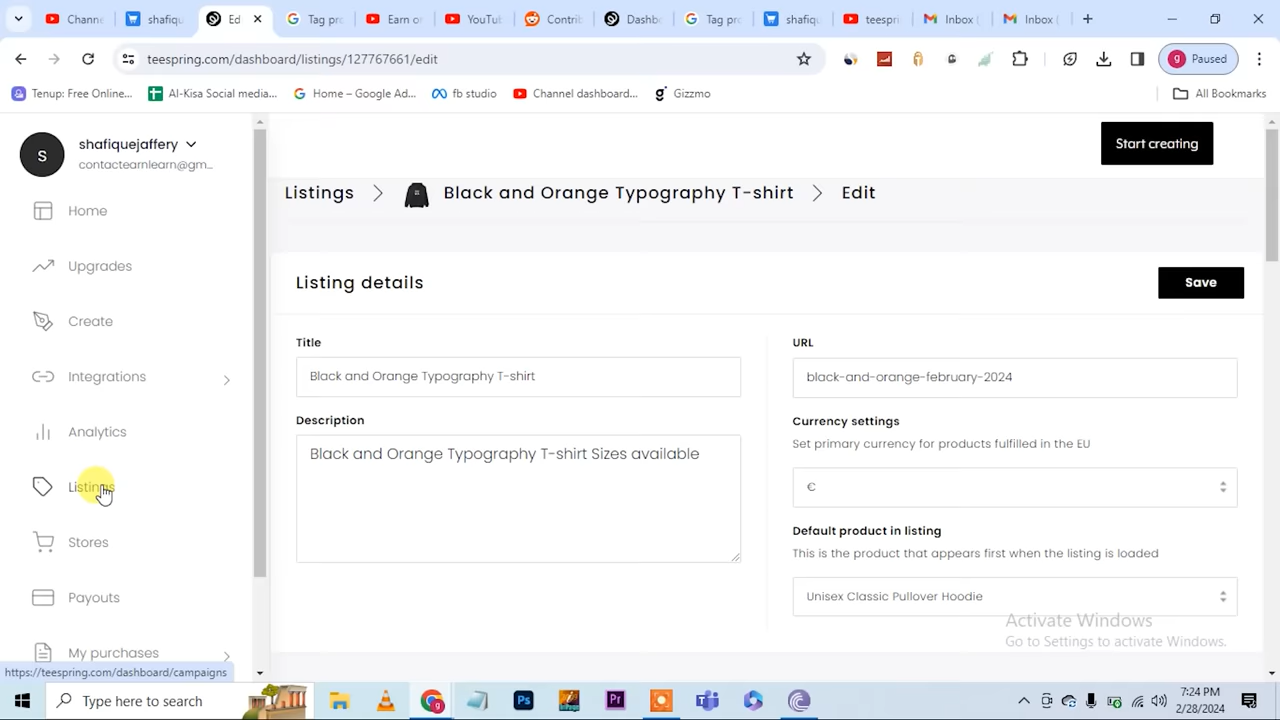 Channe
shafiqu
Ed
Tag pro
Earn or
YouTu
Contrib
Dashb
Tag pro
shafiqu
teespri
Inbox (
Inbox (
teespring.com/dashboard/listings/127767661/edit
g Paused
Tenup: Free Onlin...
Al-Kisa Social medi...
Home – Google Ad...
fb studio
Channel dashboard...
Gizzmo
All Bookmarks
S
shafiquejaffery
contactearnlearn@gm...
Start creating
Home
Upgrades
Create
Integrations
Analytics
Listings
Stores
Payouts
My purchases
Listings > Black and Orange Typography T-shirt > Edit
Listing details
Save
Title
Black and Orange Typography T-shirt
Description
Black and Orange Typography T-shirt Sizes available
URL
black-and-orange-february-2024
Currency settings
Set primary currency for products fulfilled in the EU
€
Default product in listing
This is the product that appears first when the listing is loaded
Unisex Classic Pullover Hoodie
Activate Windows
Go to Settings to activate Windows.
https://teespring.com/dashboard/campaigns
Type here to search
Ps
Pr
7:24 PM
2/28/2024